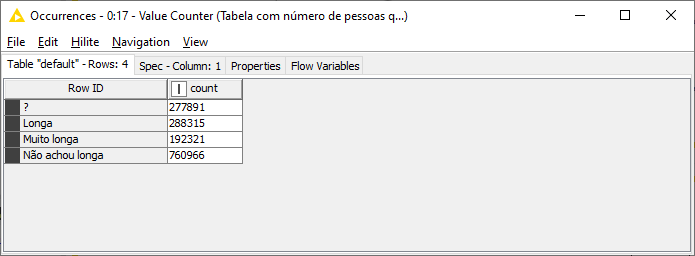 Occurrences - 0:17 - Value Counter (Tabela com número de pessoas q...)
File Edit Hilite Navigation View
Table "default" - Rows: 4 Spec - Column: 1 Properties Flow Variables
Row ID I count
? 277891
Longa 288315
Muito longa 192321
Não achou longa 760966